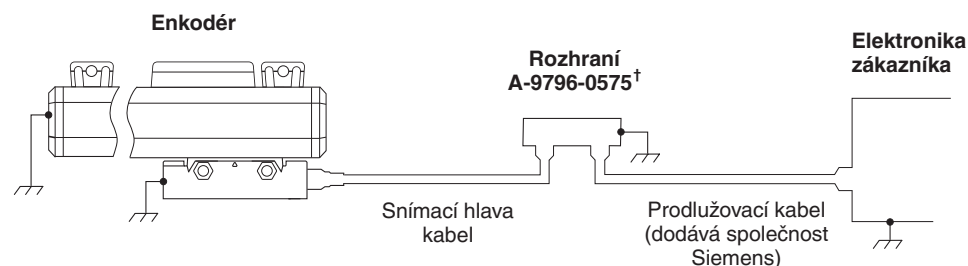 Enkodér
Rozhraní
A-9796-0575†
Elektronika
zákazníka
Snímací hlava
kabel
Prodlužovací kabel
(dodává společnost
Siemens)